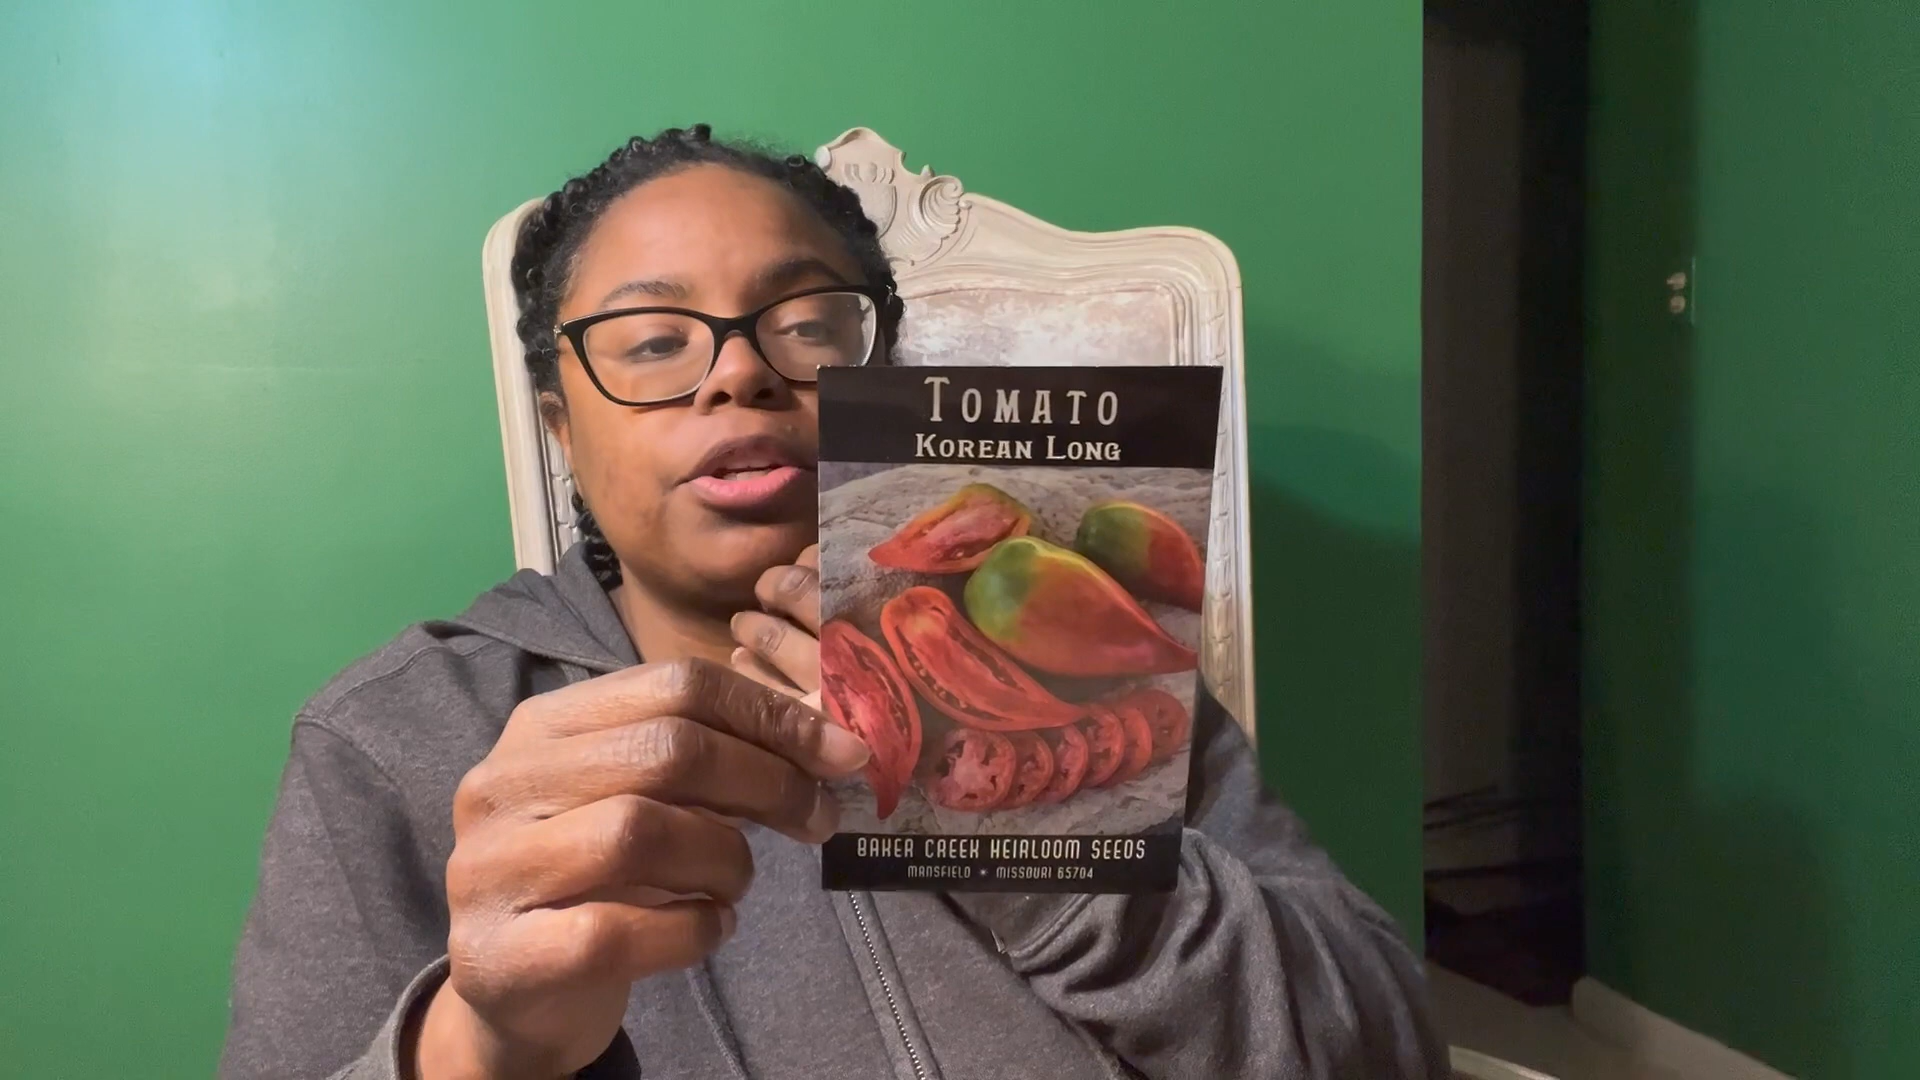 TOMATO
KOREAN LONG
BAKER CREEK HEIRLOOM SEEDS
MANSFIELD * MISSOURI 65704